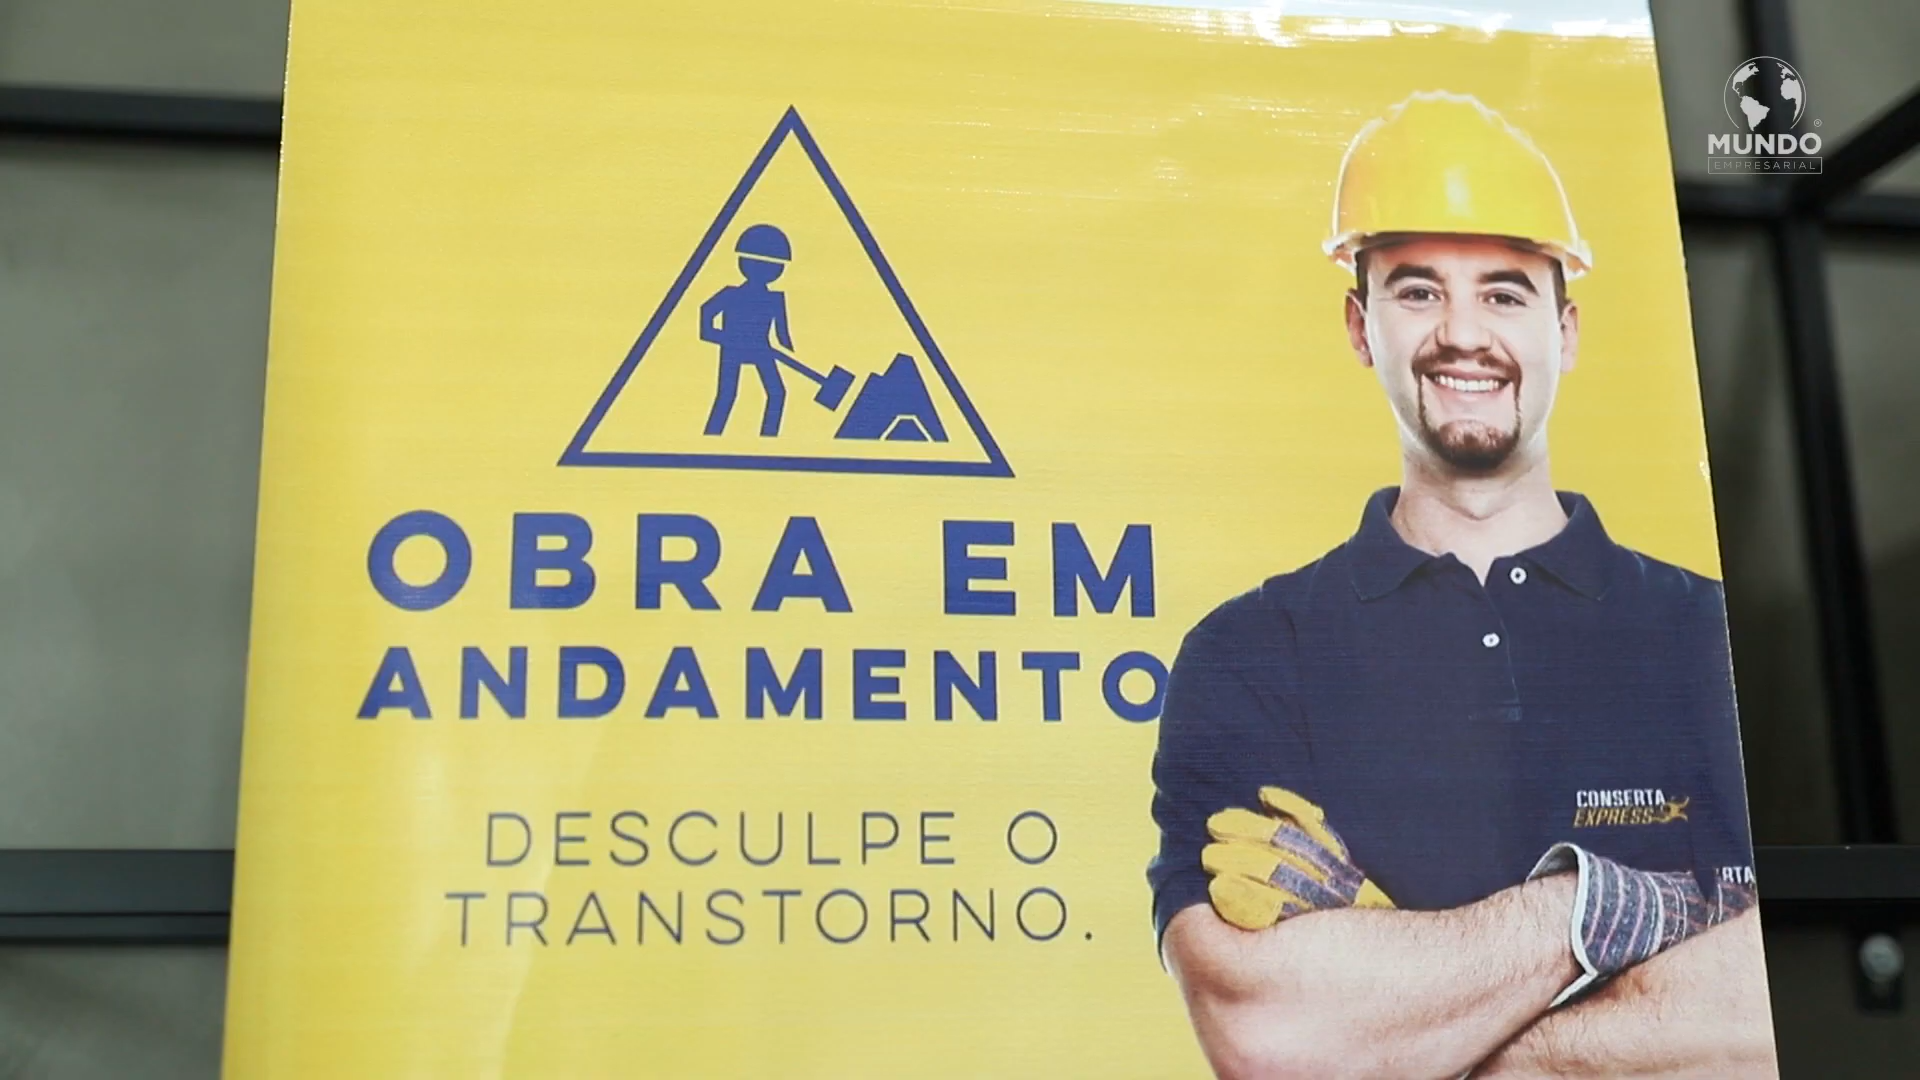 MUNDO
EMPRESARIAL
OBRA EM
ANDAMENTO
DESCULPE O
TRANSTORNO.
CONSERTA
EXPRESS
RTA